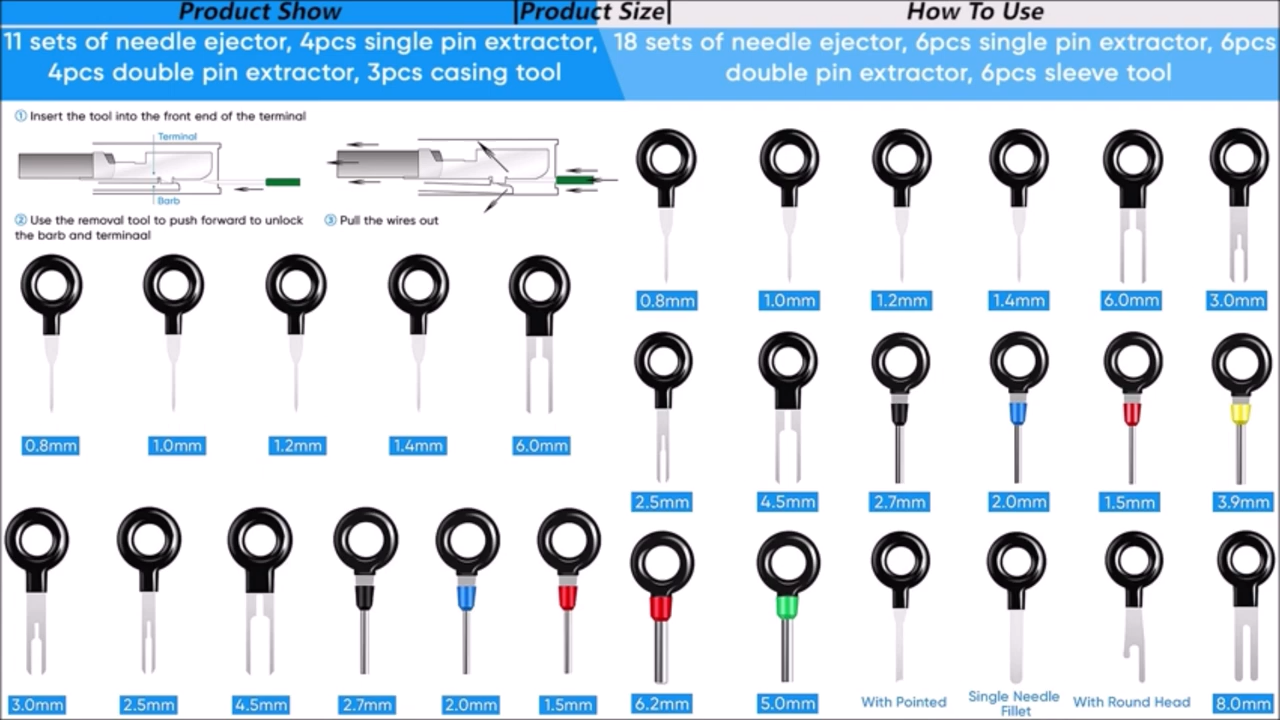 Product Show
|Product Size|
How To Use
11 sets of needle ejector, 4pcs single pin extractor,
4pcs double pin extractor, 3pcs casing tool
18 sets of needle ejector, 6pcs single pin extractor, 6pcs
double pin extractor, 6pcs sleeve tool
① Insert the tool into the front end of the terminal
Terminal
Barb
② Use the removal tool to push forward to unlock
the barb and terminaal
③ Pull the wires out
0.8mm
1.0mm
1.2mm
1.4mm
6.0mm
3.0mm
2.5mm
4.5mm
2.7mm
2.0mm
1.5mm
0.8mm
1.0mm
1.2mm
1.4mm
6.0mm
3.0mm
2.5mm
4.5mm
2.7mm
2.0mm
1.5mm
3.9mm
6.2mm
5.0mm
With Pointed
Single Needle
Fillet
With Round Head
8.0mm